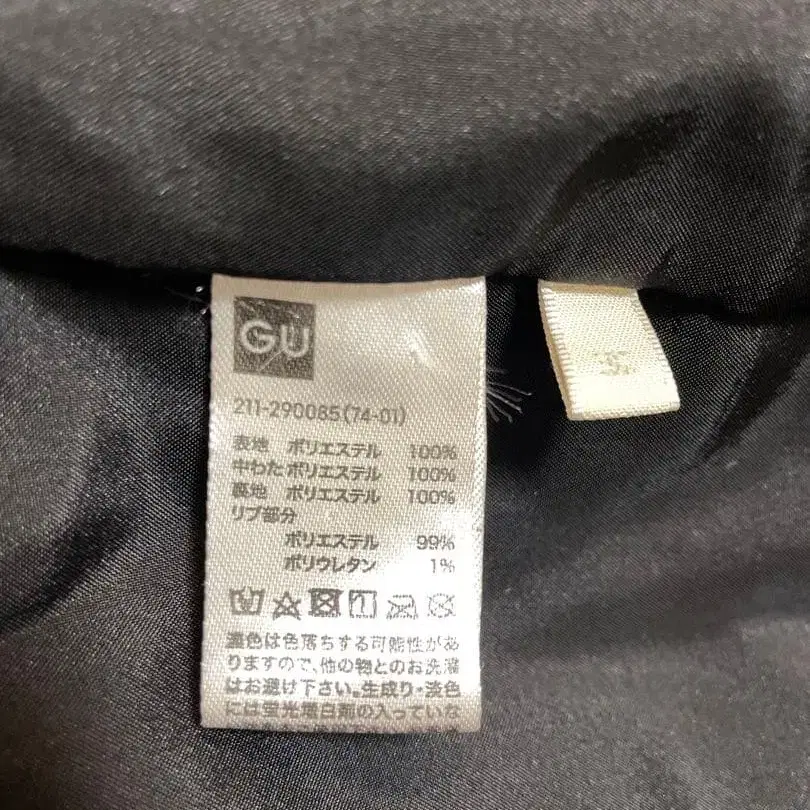 GU
211-290085(74-01)
表地 ポリエステル 100%
中わた ポリエステル 100%
裏地 ポリエステル 100%
リブ部分
ポリエステル 99%
ポリウレタン 1%
濃色は色落ちする可能性があ
りますので、他の物とのお洗濯
はお避け下さい。生成り・淡色
には蛍光増白剤の入っていな